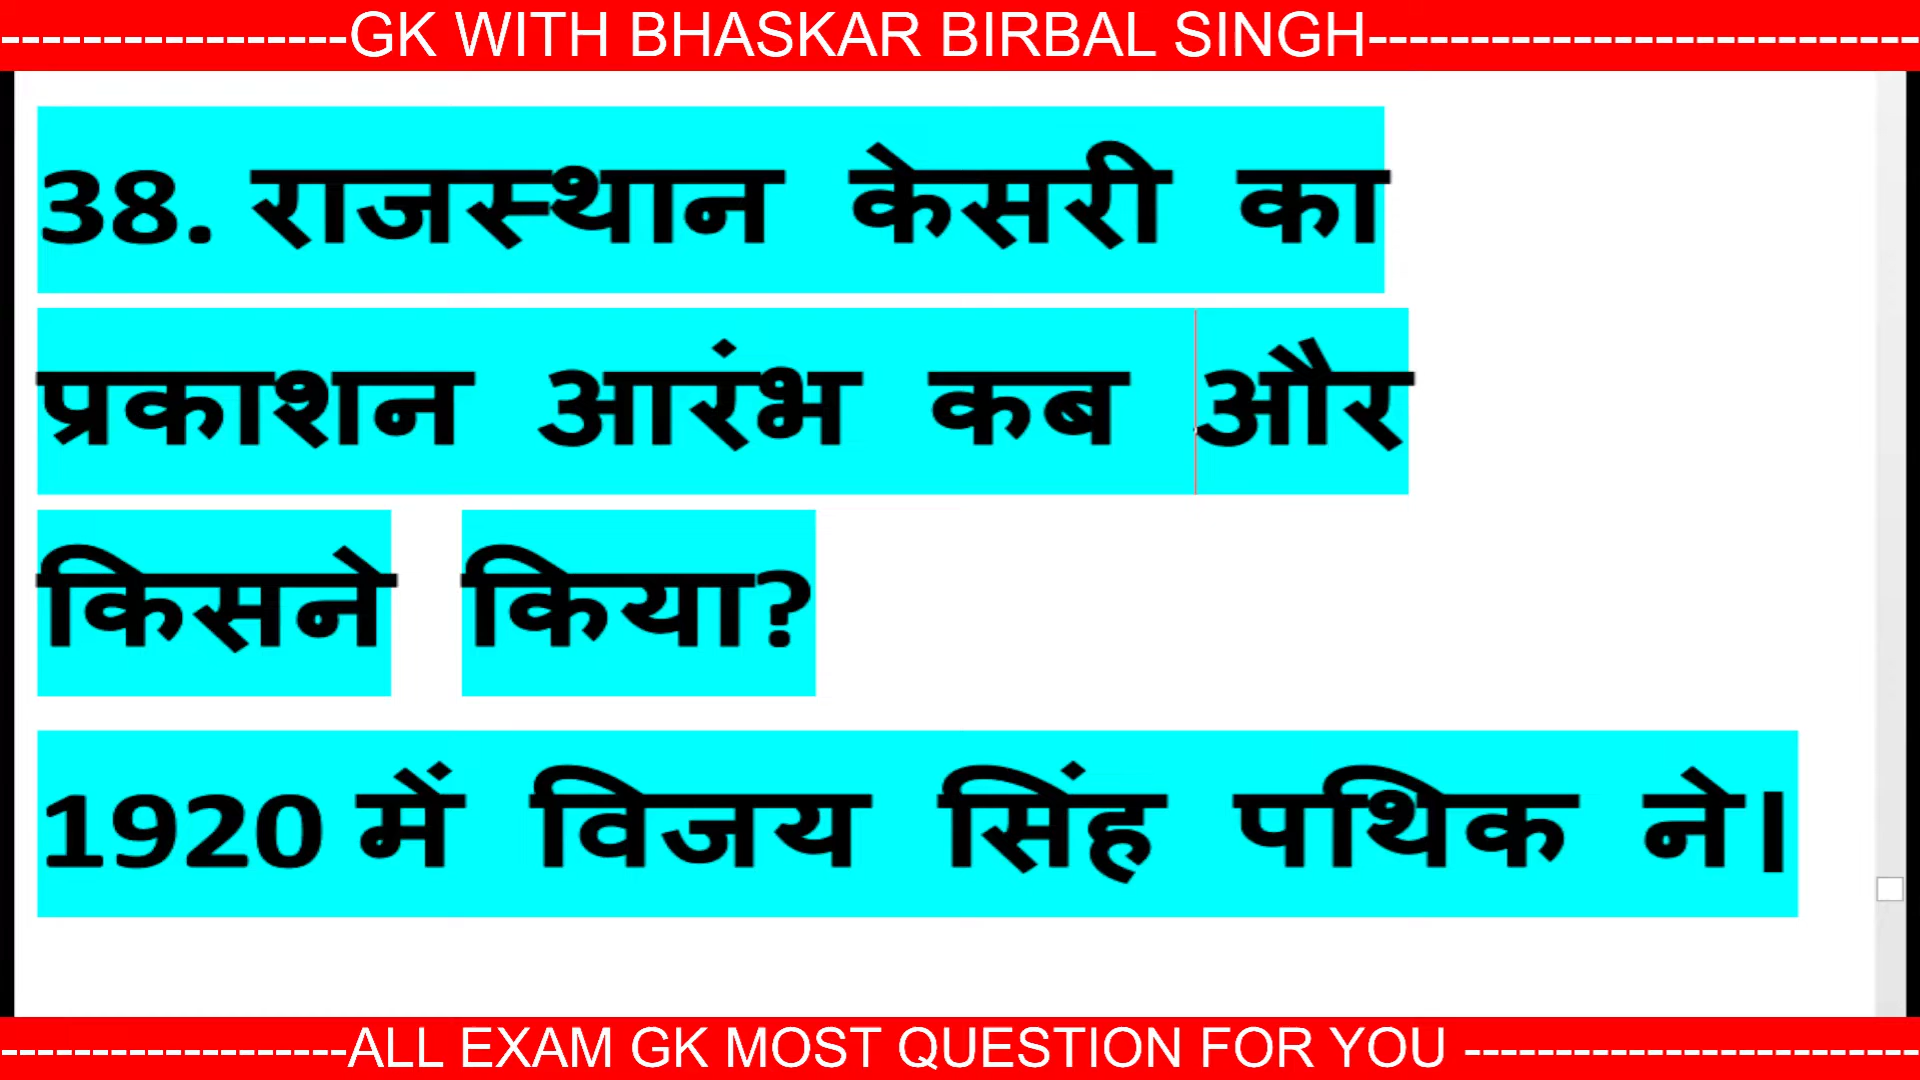 -----------------GK WITH BHASKAR BIRBAL SINGH---------------------------
38. राजस्थान केसरी का
प्रकाशन आरंभ कब और
किसने किया?
1920 में विजय सिंह पथिक ने।
-------------------ALL EXAM GK MOST QUESTION FOR YOU -------------------------